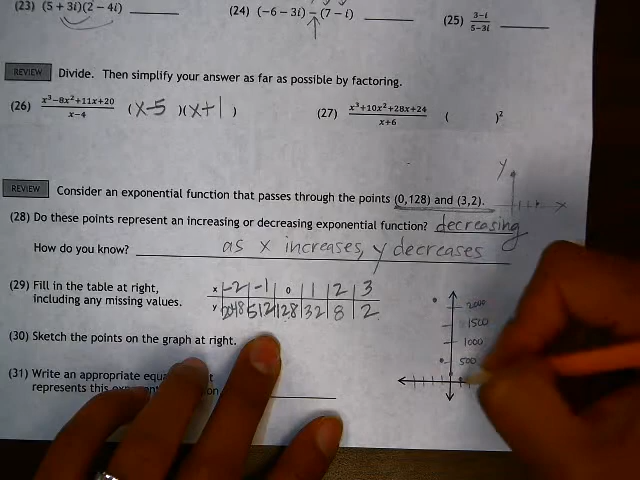 (23) (5 + 3i)(2 − 4i) ______ (24) (−6 − 3i) − (7 − i) ______ (25) 3−i / 5−3i ______
REVIEW Divide. Then simplify your answer as far as possible by factoring.
(26) x³−8x²+11x+20 / x−4 (x−5)(x+1) (27) x³+10x²+28x+24 / x+6 ( )²
y
x
REVIEW Consider an exponential function that passes through the points (0,128) and (3,2).
(28) Do these points represent an increasing or decreasing exponential function? decreasing
How do you know? as x increases, y decreases
(29) Fill in the table at right,
including any missing values.
x -2 -1 0 1 2 3
y 2048 512 128 32 8 2
2000
1500
1000
500
(30) Sketch the points on the graph at right.
(31) Write an appropriate
represents this